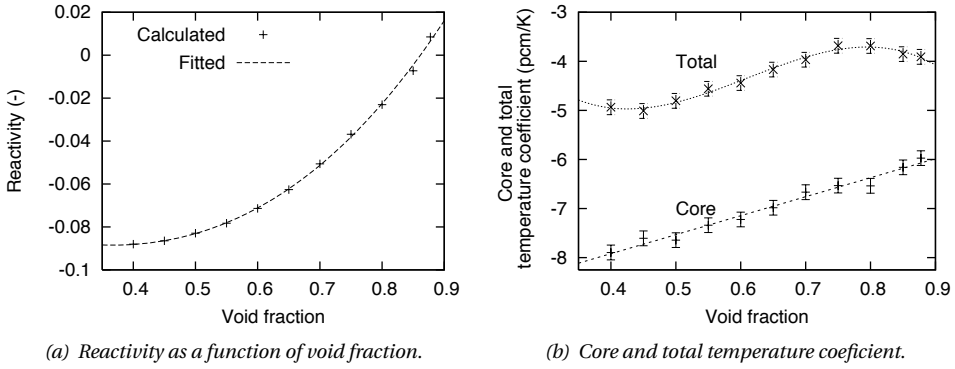 0.02
0
-0.02
-0.04
-0.06
-0.08
-0.1
Reactivity (-)
Calculated
Fitted
0.4 0.5 0.6 0.7 0.8 0.9
Void fraction
(a) Reactivity as a function of void fraction.
-3
-4
-5
-6
-7
-8
Core and total
temperature coefficient (pcm/K)
Total
Core
0.4 0.5 0.6 0.7 0.8 0.9
Void fraction
(b) Core and total temperature coeficient.